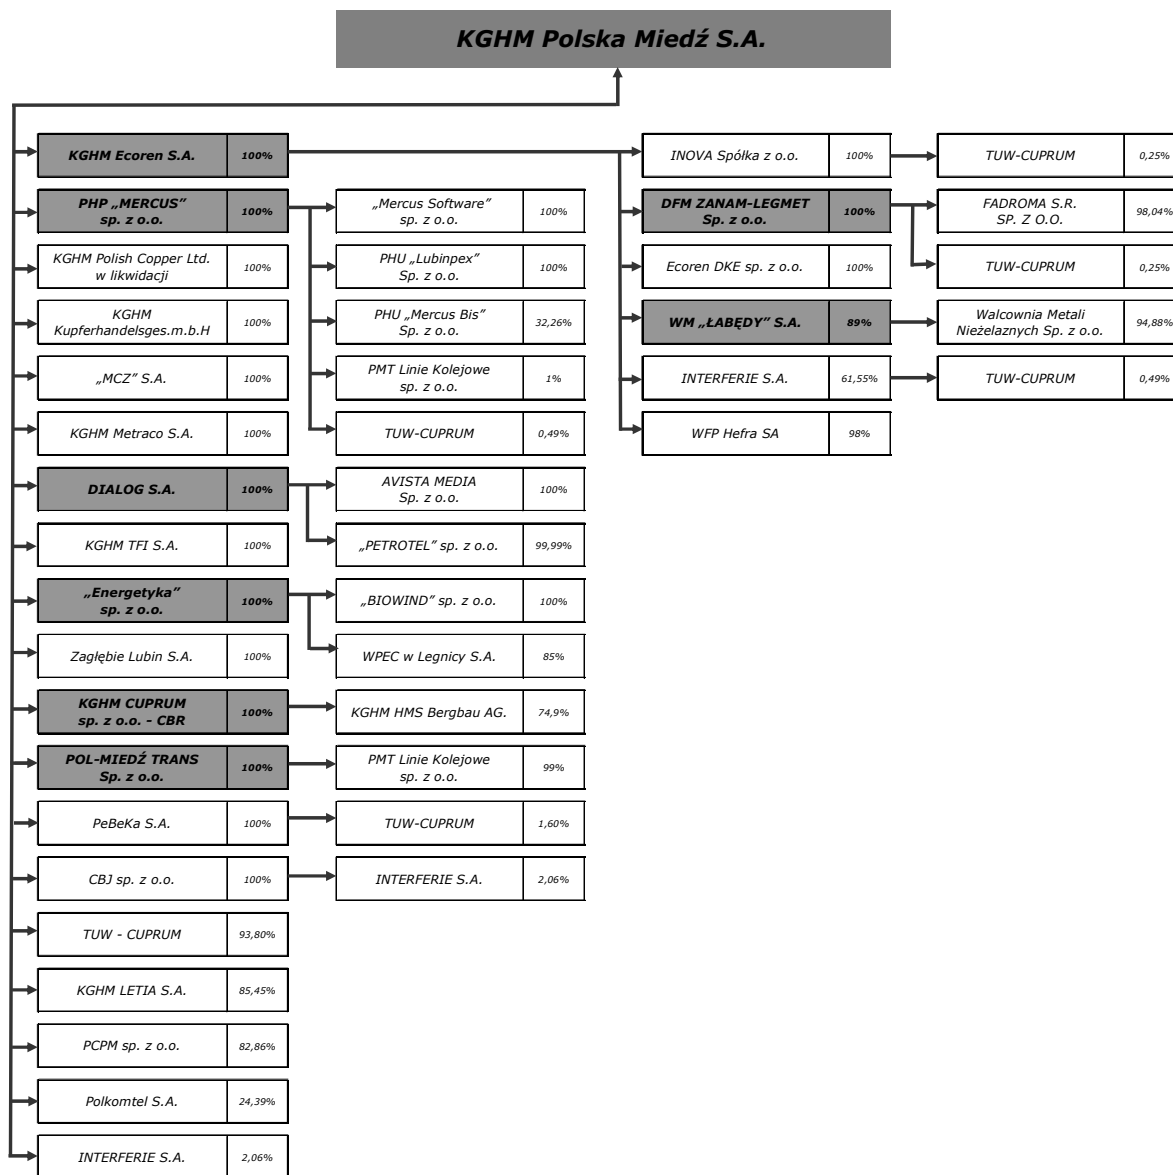 KGHM Polska Miedź S.A.
KGHM Ecoren S.A. 100%
INOVA Spółka z o.o. 100%
TUW-CUPRUM 0,25%
PHP „MERCUS”
sp. z o.o. 100%
„Mercus Software”
sp. z o.o. 100%
DFM ZANAM-LEGMET
Sp. z o.o. 100%
FADROMA S.R.
SP. Z O.O. 98,04%
KGHM Polish Copper Ltd.
w likwidacji 100%
PHU „Lubinpex”
Sp. z o.o. 100%
Ecoren DKE sp. z o.o. 100%
TUW-CUPRUM 0,25%
KGHM
Kupferhandelsges.m.b.H 100%
PHU „Mercus Bis”
Sp. z o.o. 32,26%
WM „ŁABĘDY” S.A. 89%
Walcownia Metali
Nieżelaznych Sp. z o.o. 94,88%
„MCZ” S.A. 100%
PMT Linie Kolejowe
sp. z o.o. 1%
INTERFERIE S.A. 61,55%
TUW-CUPRUM 0,49%
KGHM Metraco S.A. 100%
TUW-CUPRUM 0,49%
WFP Hefra SA 98%
DIALOG S.A. 100%
AVISTA MEDIA
Sp. z o.o. 100%
KGHM TFI S.A. 100%
„PETROTEL” sp. z o.o. 99,99%
„Energetyka”
sp. z o.o. 100%
„BIOWIND” sp. z o.o. 100%
Zagłębie Lubin S.A. 100%
WPEC w Legnicy S.A. 85%
KGHM CUPRUM
sp. z o.o. - CBR 100%
KGHM HMS Bergbau AG. 74,9%
POL-MIEDŹ TRANS
Sp. z o.o. 100%
PMT Linie Kolejowe
sp. z o.o. 99%
PeBeKa S.A. 100%
TUW-CUPRUM 1,60%
CBJ sp. z o.o. 100%
INTERFERIE S.A. 2,06%
TUW - CUPRUM 93,80%
KGHM LETIA S.A. 85,45%
PCPM sp. z o.o. 82,86%
Polkomtel S.A. 24,39%
INTERFERIE S.A. 2,06%